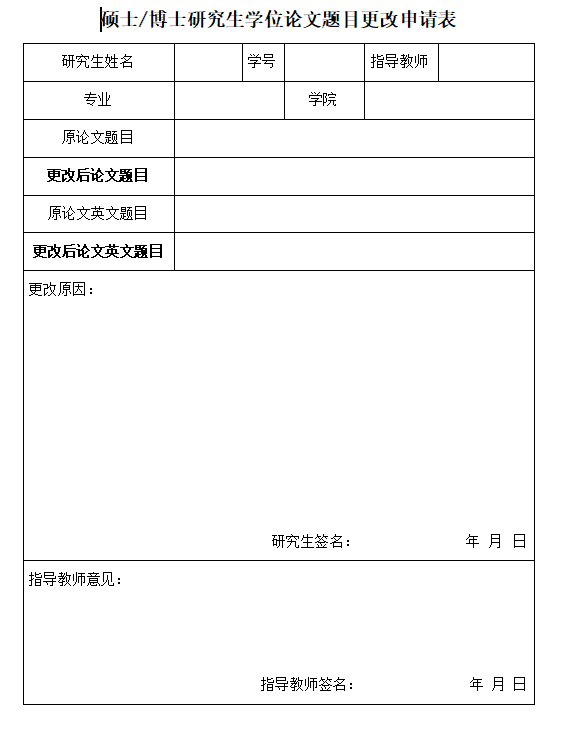 硕士/博士研究生学位论文题目更改申请表
研究生姓名 学号 指导教师
专业 学院
原论文题目
更改后论文题目
原论文英文题目
更改后论文英文题目
更改原因：
研究生签名： 年 月 日
指导教师意见：
指导教师签名： 年 月 日